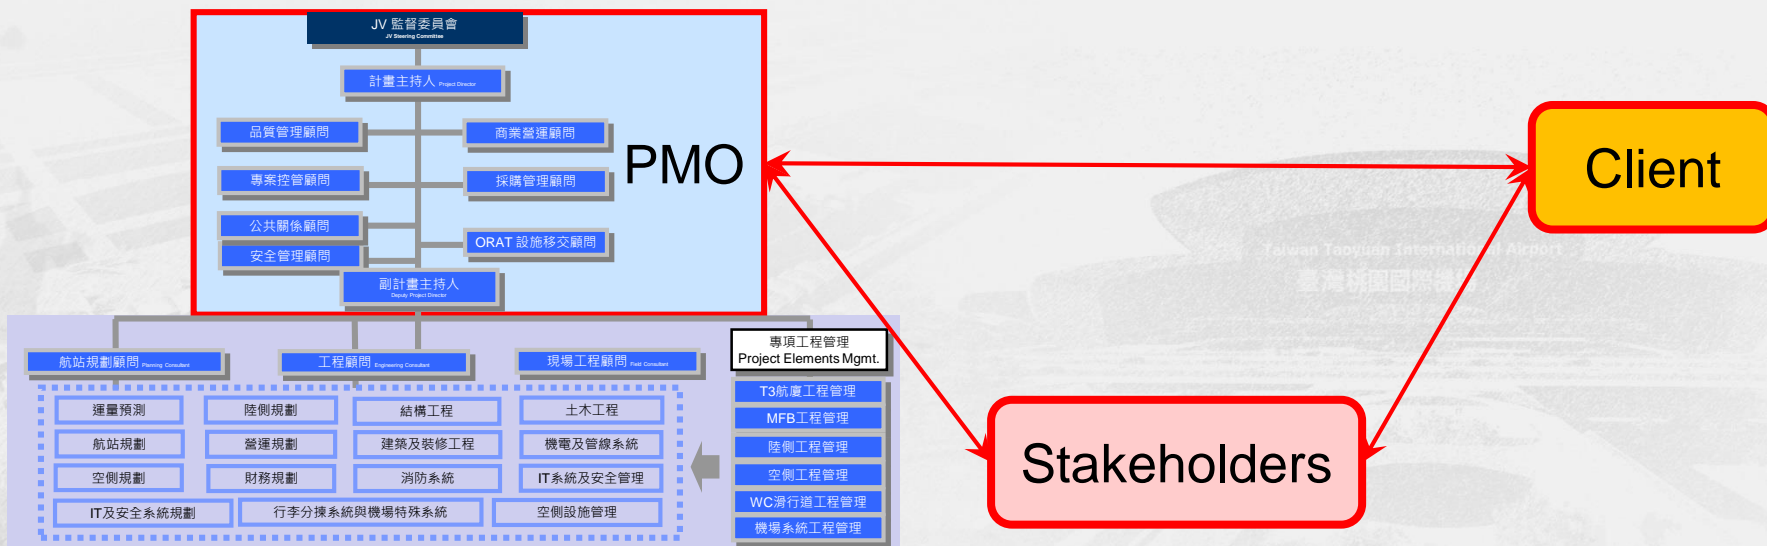 JV 監督委員會
JV Steering Committee
計畫主持人 Project Director
品質管理顧問
商業營運顧問
專案控管顧問
採購管理顧問
公共關係顧問
安全管理顧問
ORAT 設施移交顧問
副計畫主持人
Deputy Project Director
PMO
Client
Stakeholders
Taiwan Taoyuan International Airport
臺灣桃園國際機場
航站規劃顧問 Planning Consultant
工程顧問 Engineering Consultant
現場工程顧問 Field Consultant
專項工程管理
Project Elements Mgmt.
運量預測
陸側規劃
結構工程
土木工程
航站規劃
營運規劃
建築及裝修工程
機電及管線系統
空側規劃
財務規劃
消防系統
IT系統及安全管理
IT及安全系統規劃
行李分揀系統與機場特殊系統
空側設施管理
T3航廈工程管理
MFB工程管理
陸側工程管理
空側工程管理
WC滑行道工程管理
機場系統工程管理